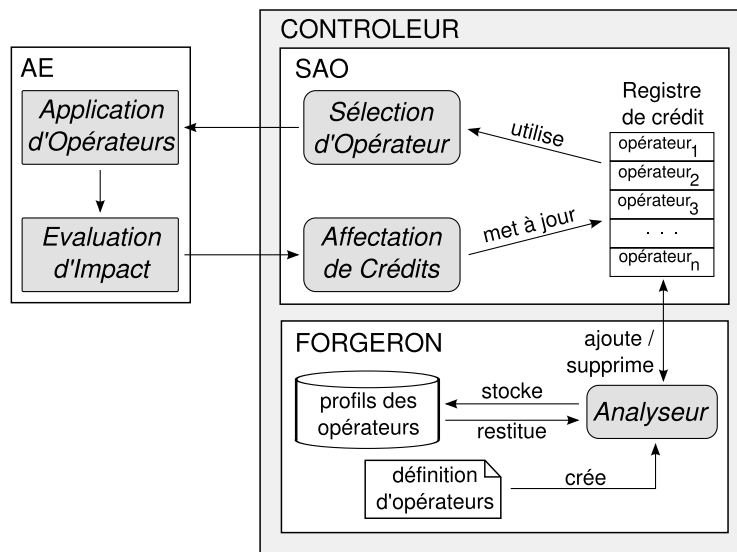 CONTROLEUR
AE
Application
d'Opérateurs
Evaluation
d'Impact
SAO
Sélection
d'Opérateur
Affectation
de Crédits
utilise
met à jour
Registre
de crédit
opérateur1
opérateur2
opérateur3
. . .
opérateurn
ajoute /
supprime
FORGERON
profils des
opérateurs
stocke
restitue
Analyseur
définition
d'opérateurs
crée